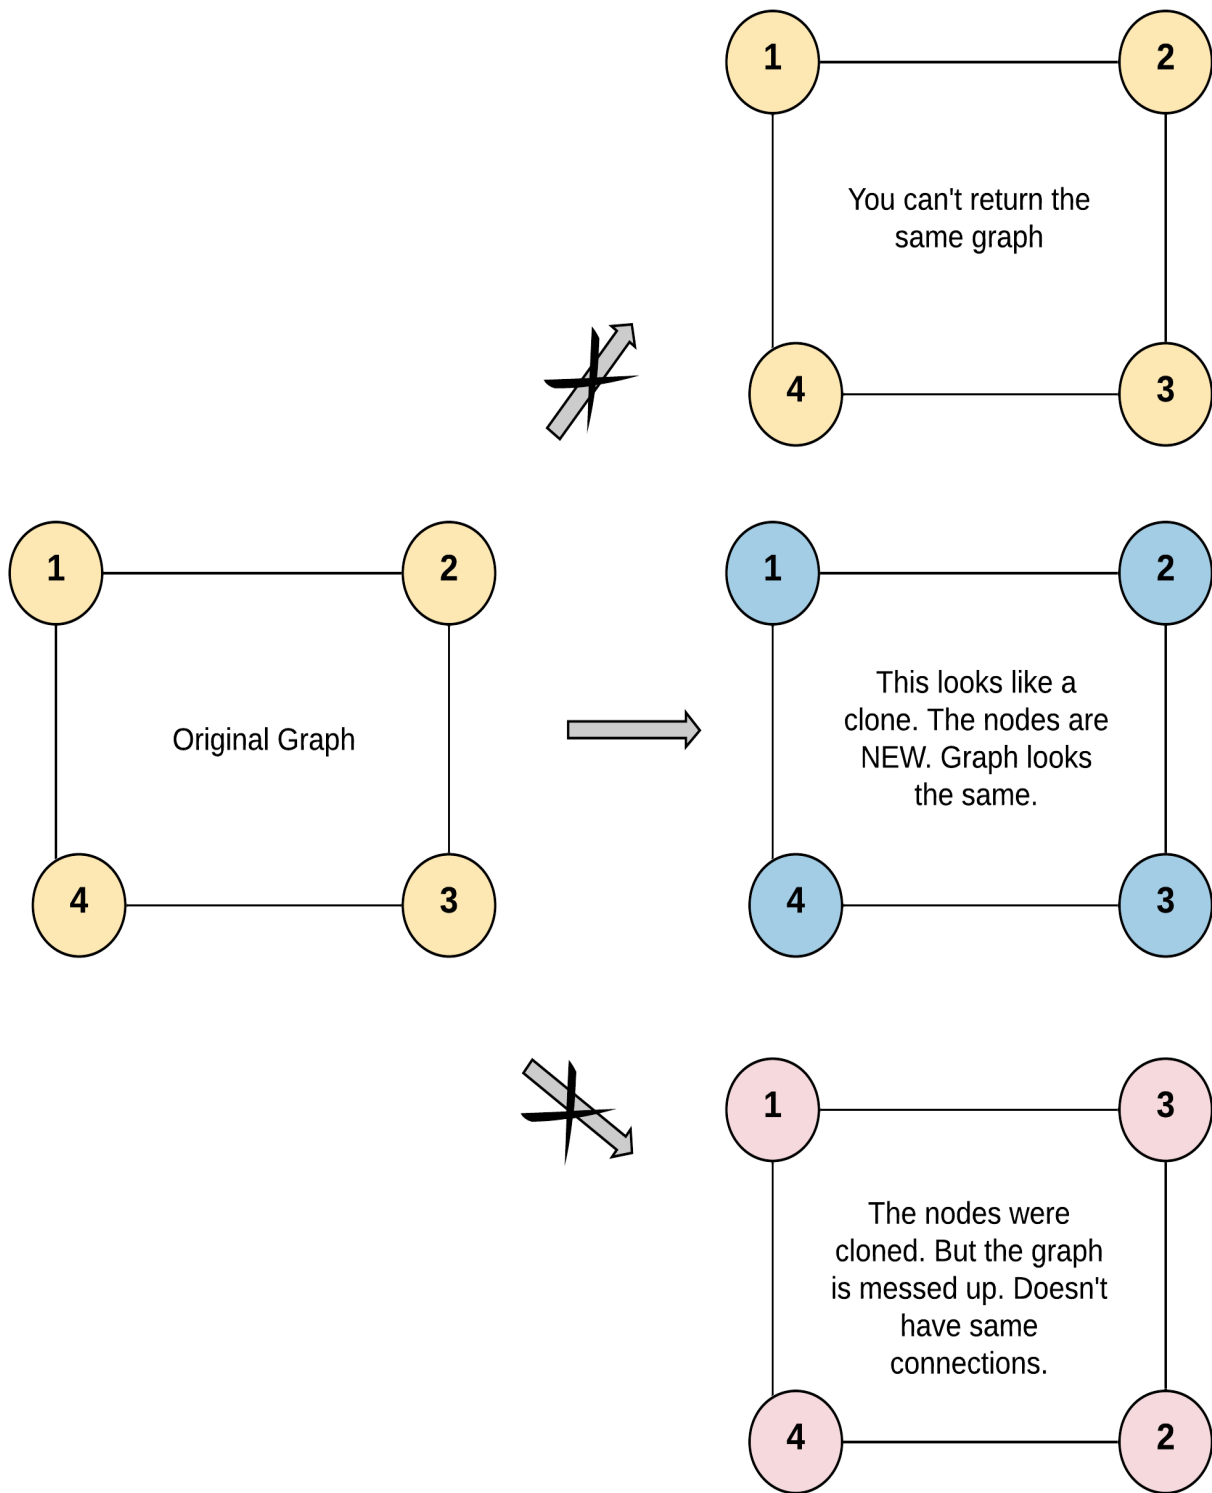 1
2
You can't return the
same graph
4
3
1
2
Original Graph
4
3
1
2
This looks like a
clone. The nodes are
NEW. Graph looks
the same.
4
3
1
3
The nodes were
cloned. But the graph
is messed up. Doesn't
have same
connections.
4
2